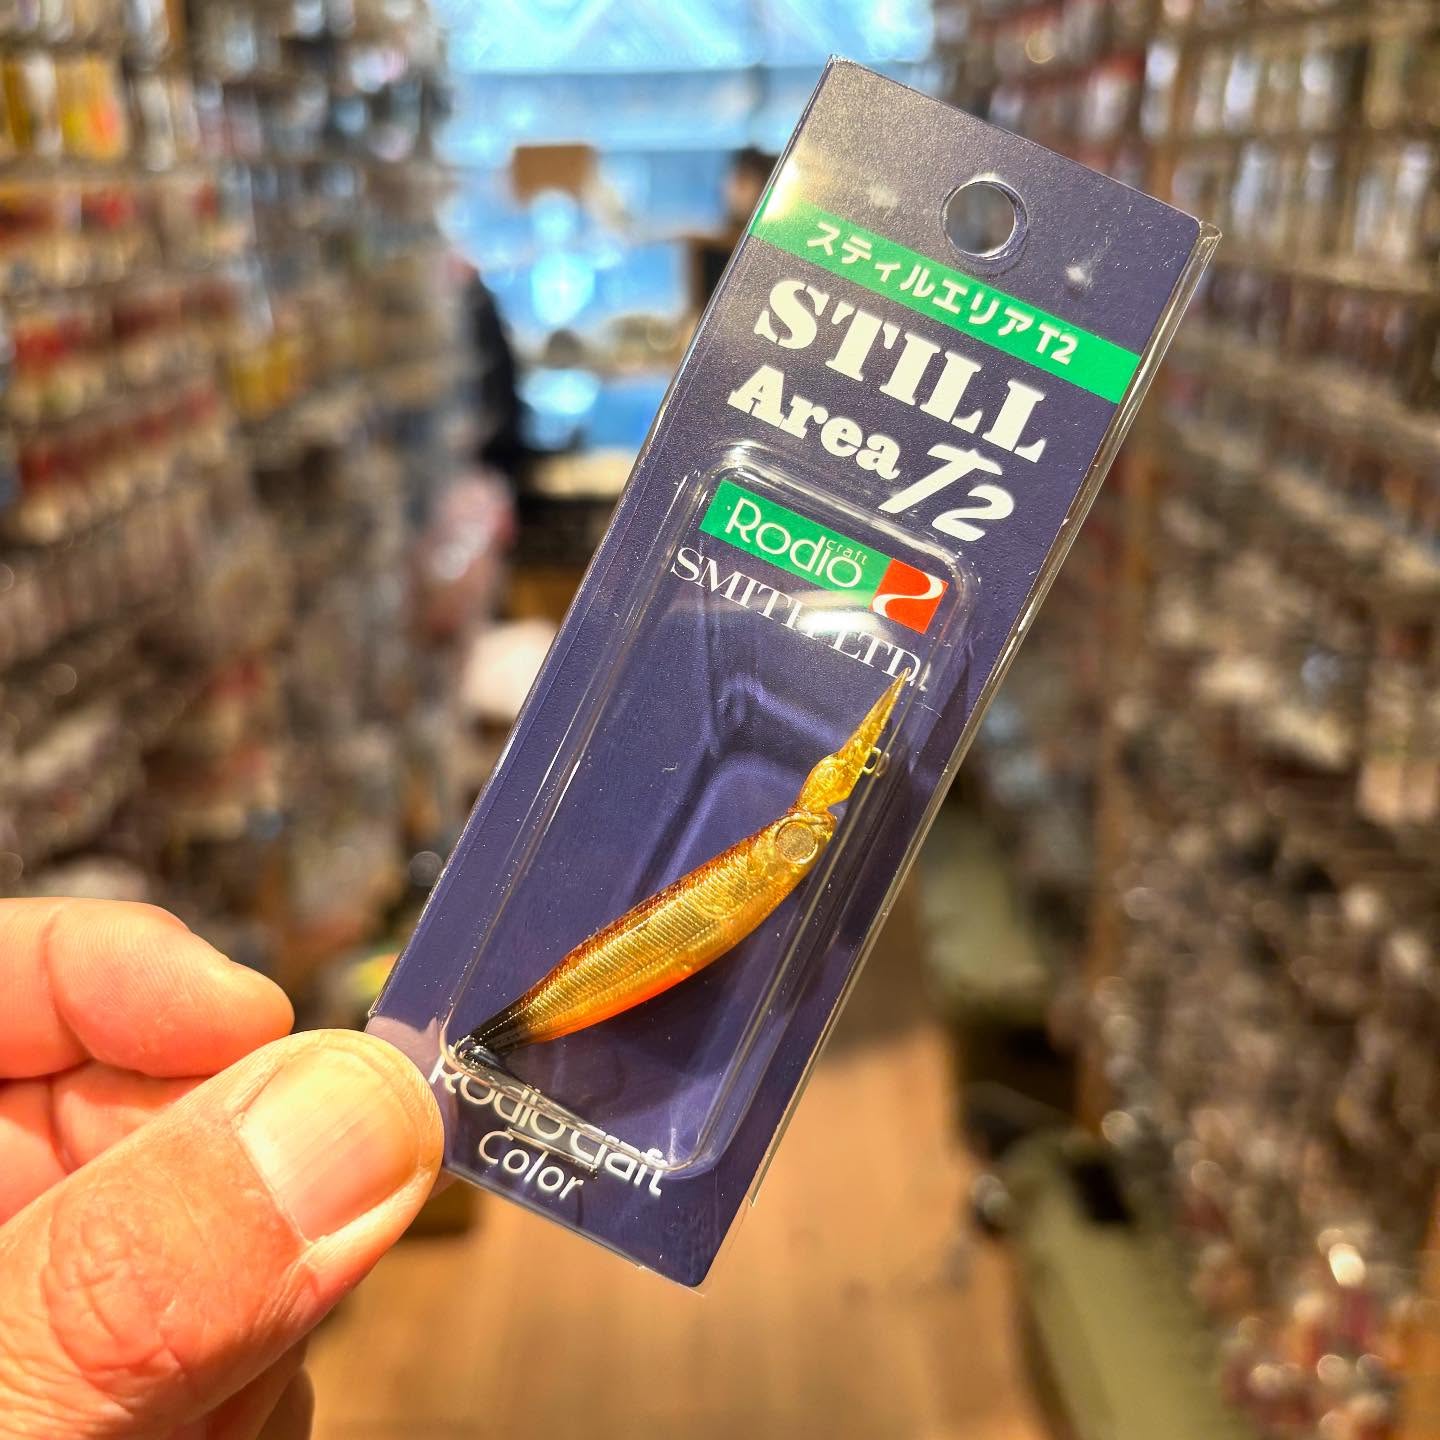 スティルエリアT2
STILL
Area T2
Rodio craft
SMITH LTD.
Rodio craft
Color